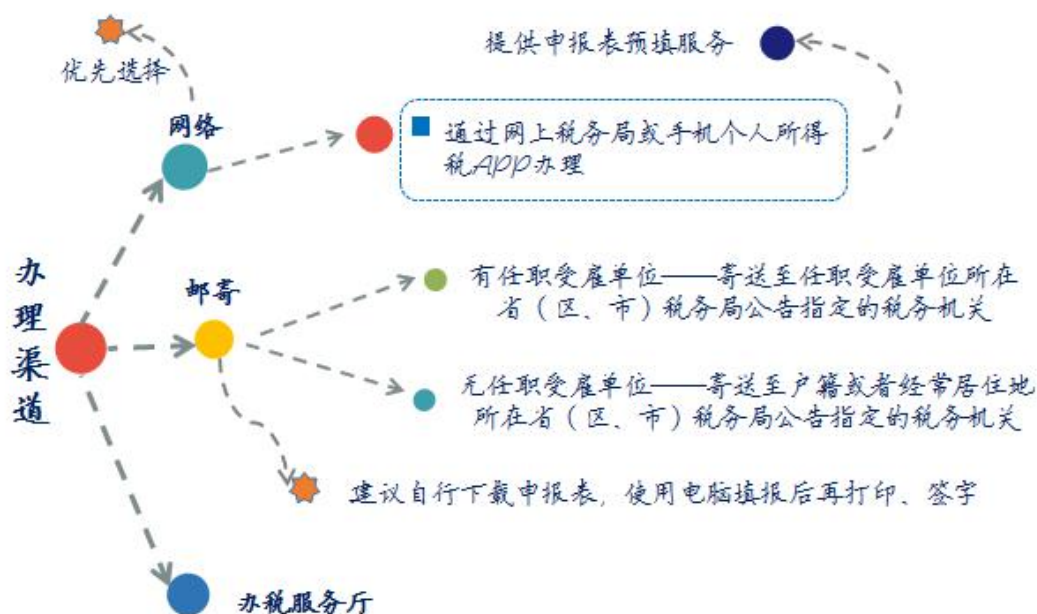 提供申报表预填服务
优先选择
网络
通过网上税务局或手机个人所得
税APP办理
办理渠道
邮寄
有任职受雇单位——寄送至任职受雇单位所在
省（区、市）税务局公告指定的税务机关
无任职受雇单位——寄送至户籍或者经常居住地
所在省（区、市）税务局公告指定的税务机关
建议自行下载申报表，使用电脑填报后再打印、签字
办税服务厅